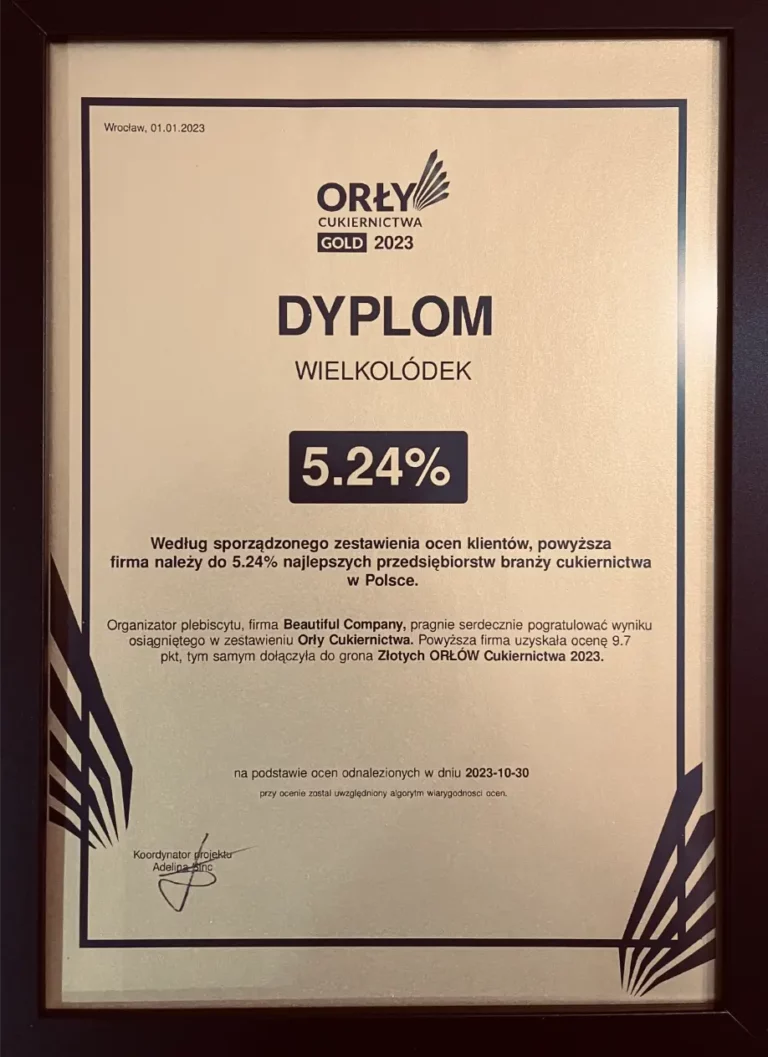 Wrocław, 01.01.2023
ORŁY
CUKIERNICTWA
GOLD 2023
DYPLOM
WIELKOLÓDEK
5.24%
Według sporządzonego zestawienia ocen klientów, powyższa
firma należy do 5.24% najlepszych przedsiębiorstw branży cukiernictwa
w Polsce.
Organizator plebiscytu, firma Beautiful Company, pragnie serdecznie pogratulować wyniku
osiągniętego w zestawieniu Orły Cukiernictwa. Powyższa firma uzyskała ocenę 9.7
pkt, tym samym dołączyła do grona Złotych ORŁÓW Cukiernictwa 2023.
na podstawie ocen odnalezionych w dniu 2023-10-30
przy ocenie został uwzględniony algorytm wiarygodności ocen.
Koordynator projektu
Adelina